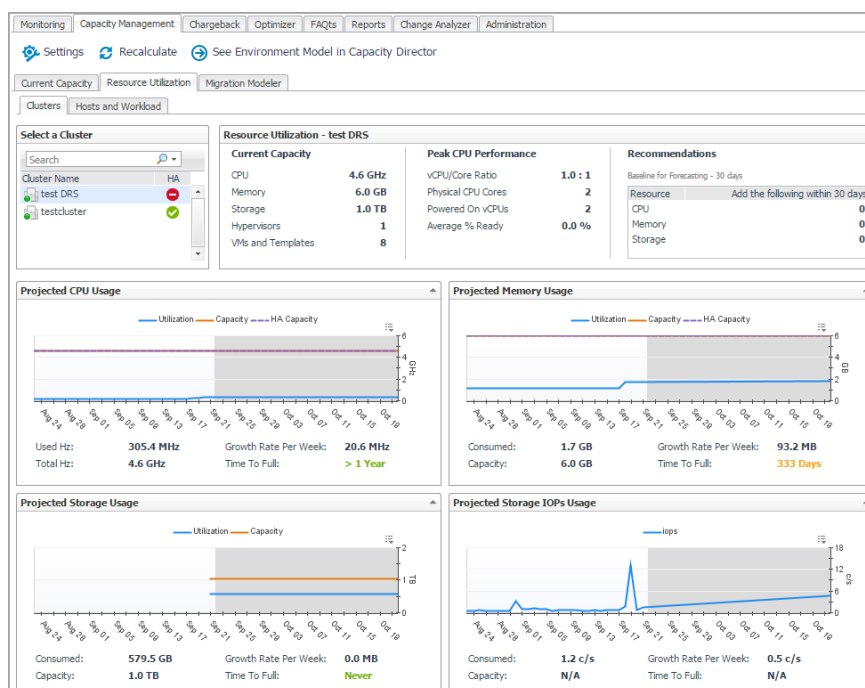 Monitoring Capacity Management Chargeback Optimizer FAQts Reports Change Analyzer Administration
Settings Recalculate See Environment Model in Capacity Director
Current Capacity Resource Utilization Migration Modeler
Clusters Hosts and Workload
Select a Cluster
Search
Cluster Name HA
test DRS
testcluster
Resource Utilization - test DRS
Current Capacity
CPU 4.6 GHz
Memory 6.0 GB
Storage 1.0 TB
Hypervisors 1
VMs and Templates 8
Peak CPU Performance
vCPU/Core Ratio 1.0 : 1
Physical CPU Cores 2
Powered On vCPUs 2
Average % Ready 0.0 %
Recommendations
Baseline for Forecasting - 30 days
Resource Add the following within 30 days
CPU 0
Memory 0
Storage 0
Projected CPU Usage
Utilization Capacity HA Capacity
6
4
2
0
GHz
Aug 24 Aug 28 Sep 01 Sep 05 Sep 09 Sep 13 Sep 17 Sep 21 Sep 25 Sep 29 Oct 03 Oct 07 Oct 11 Oct 15 Oct 19
Used Hz: 305.4 MHz Growth Rate Per Week: 20.6 MHz
Total Hz: 4.6 GHz Time To Full: > 1 Year
Projected Memory Usage
Utilization Capacity HA Capacity
6
4
2
0
GB
Aug 24 Aug 28 Sep 01 Sep 05 Sep 09 Sep 13 Sep 17 Sep 21 Sep 25 Sep 29 Oct 03 Oct 07 Oct 11 Oct 15 Oct 19
Consumed: 1.7 GB Growth Rate Per Week: 93.2 MB
Capacity: 6.0 GB Time To Full: 333 Days
Projected Storage Usage
Utilization Capacity
2
1
0
TB
Aug 24 Aug 28 Sep 01 Sep 05 Sep 09 Sep 13 Sep 17 Sep 21 Sep 25 Sep 29 Oct 03 Oct 07 Oct 11 Oct 15 Oct 19
Consumed: 579.5 GB Growth Rate Per Week: 0.0 MB
Capacity: 1.0 TB Time To Full: Never
Projected Storage IOPs Usage
iops
18
12
6
0
c/s
Aug 24 Aug 28 Sep 01 Sep 05 Sep 09 Sep 13 Sep 17 Sep 21 Sep 25 Sep 29 Oct 03 Oct 07 Oct 11 Oct 15 Oct 19
Consumed: 1.2 c/s Growth Rate Per Week: 0.5 c/s
Capacity: N/A Time To Full: N/A